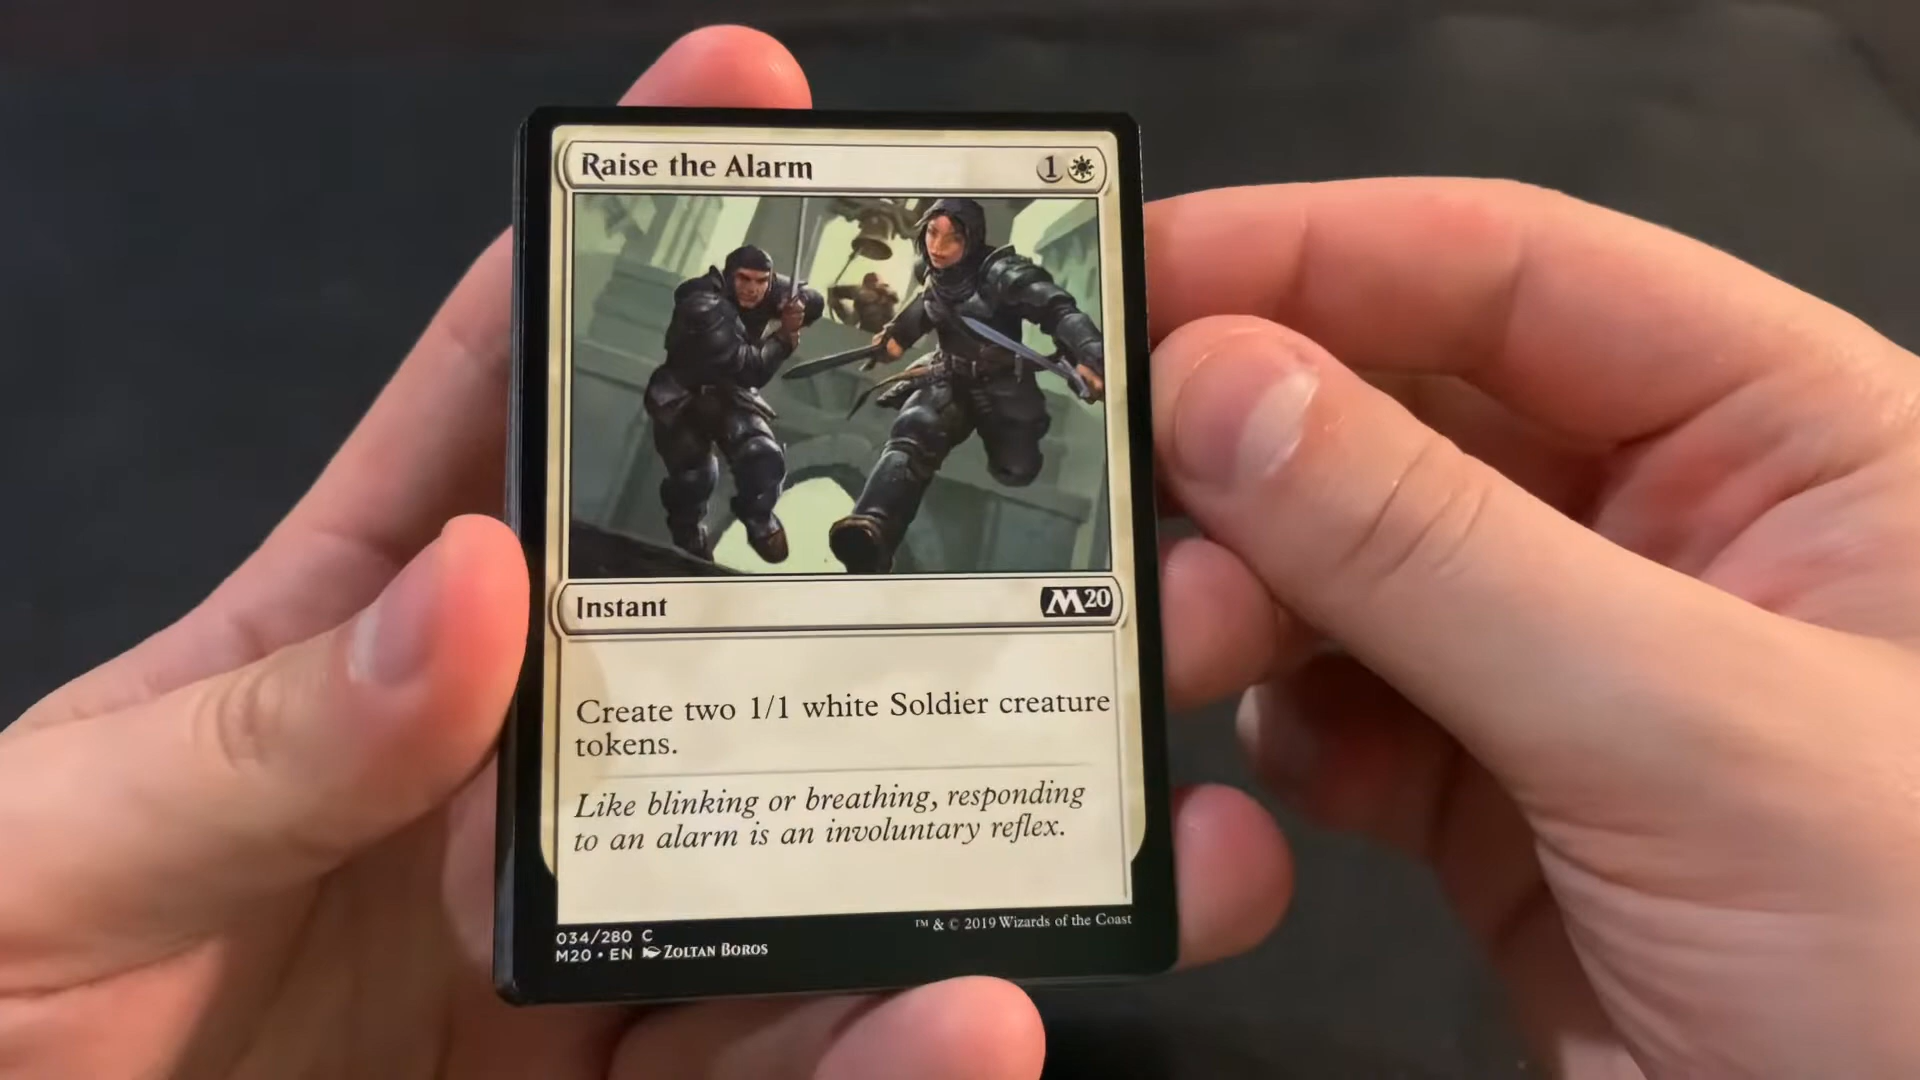 Raise the Alarm 1
Instant M20
Create two 1/1 white Soldier creature
tokens.
Like blinking or breathing, responding
to an alarm is an involuntary reflex.
034/280 C
™ & © 2019 Wizards of the Coast
M20 • EN Zoltan Boros